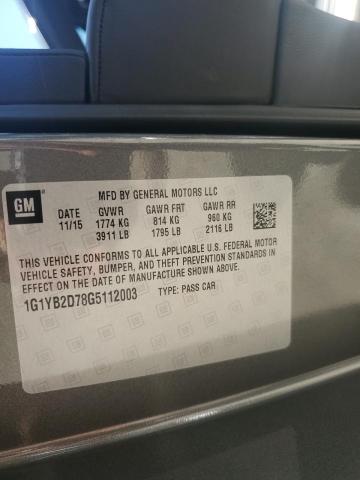 GM
MFD BY GENERAL MOTORS LLC
DATE GVWR GAWR FRT GAWR RR
11/15 1774 KG 814 KG 960 KG
3911 LB 1795 LB 2116 LB
THIS VEHICLE CONFORMS TO ALL APPLICABLE U.S. FEDERAL MOTOR
VEHICLE SAFETY, BUMPER, AND THEFT PREVENTION STANDARDS IN
EFFECT ON THE DATE OF MANUFACTURE SHOWN ABOVE.
1G1YB2D78G5112003 TYPE: PASS CAR